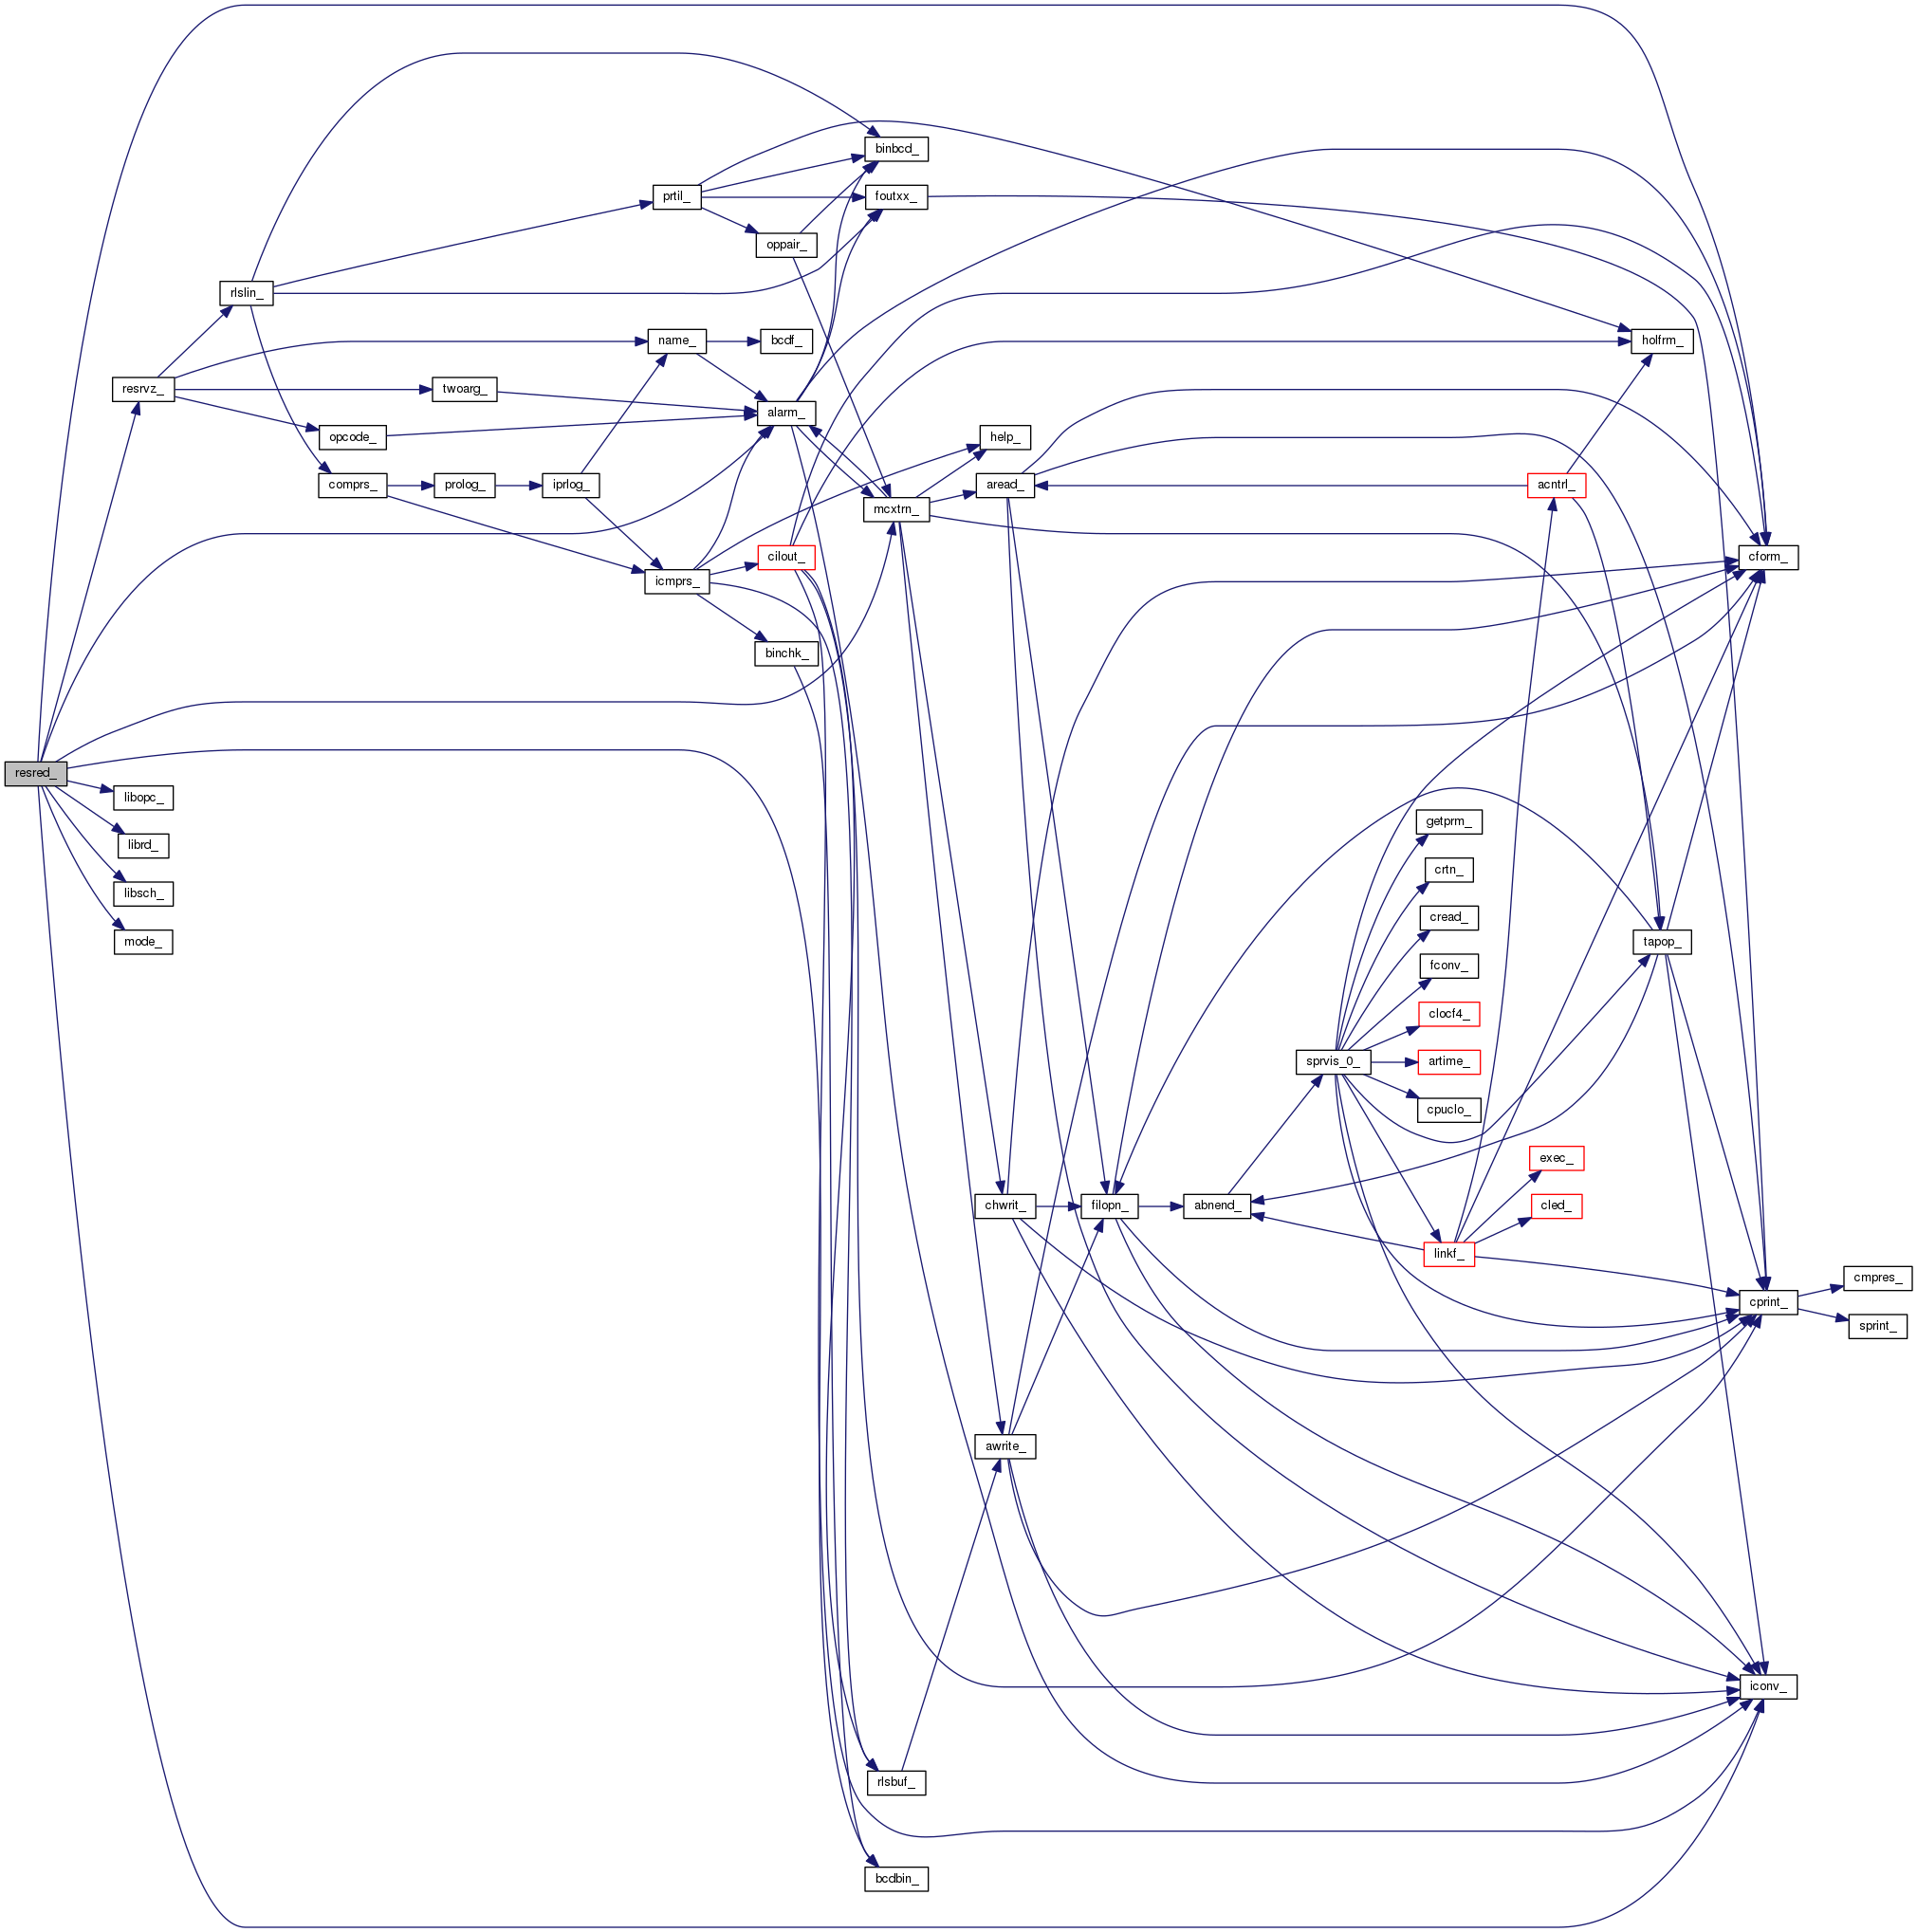 binbcd_
prtil_
foutxx_
oppair_
rlslin_
name_
bcdf_
holfrm_
resrvz_
twoarg_
alarm_
opcode_
help_
comprs_
prolog_
iprlog_
aread_
acntrl_
mcxtrn_
cilout_
cform_
icmprs_
binchk_
resred_
libopc_
getprm_
librd_
crtn_
libsch_
cread_
mode_
tapop_
fconv_
clocf4_
sprvis_0_
artime_
cpuclo_
exec_
chwrit_
filopn_
abnend_
cled_
linkf_
cmpres_
cprint_
sprint_
awrite_
iconv_
rlsbuf_
bcdbin_